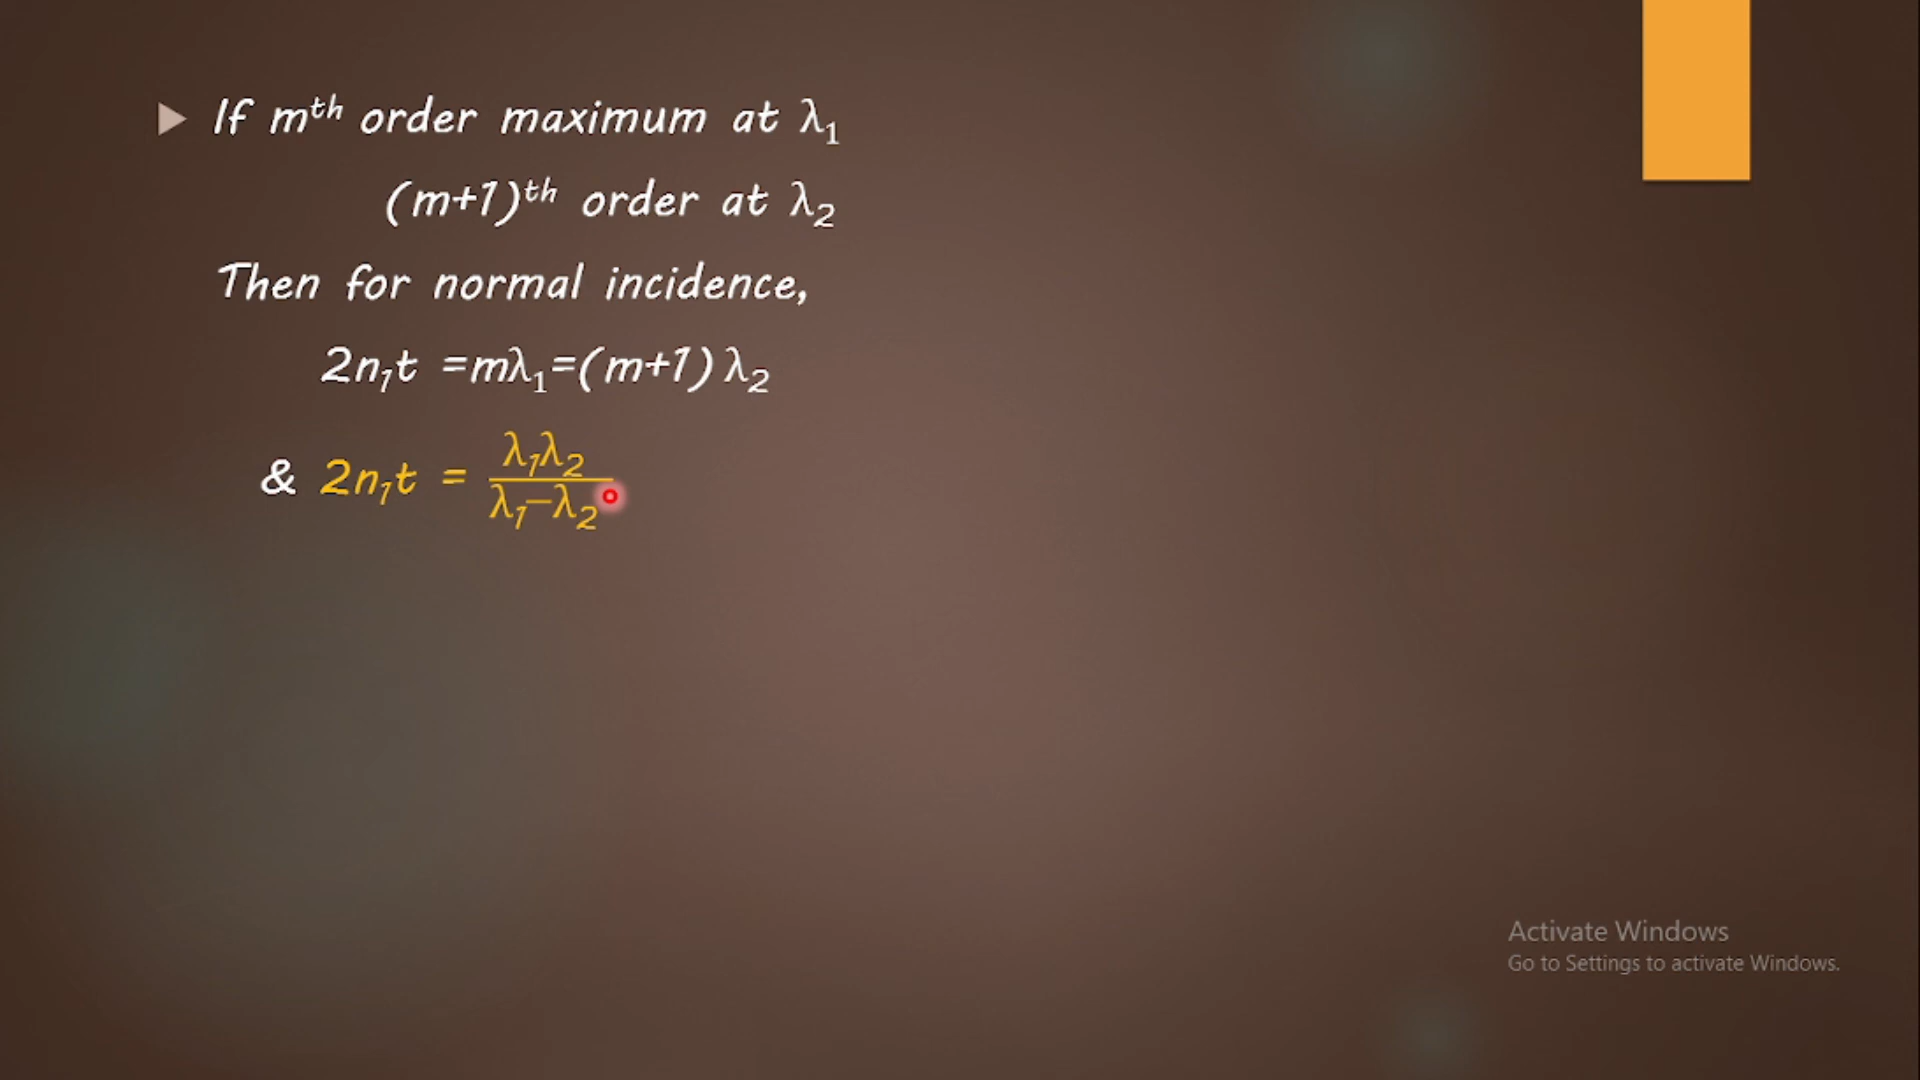 If mᵗʰ order maximum at λ₁
(m+1)ᵗʰ order at λ₂
Then for normal incidence,
2n₁t =mλ₁=(m+1) λ₂
& 2n₁t = λ₁λ₂ / λ₁−λ₂
Activate Windows
Go to Settings to activate Windows.